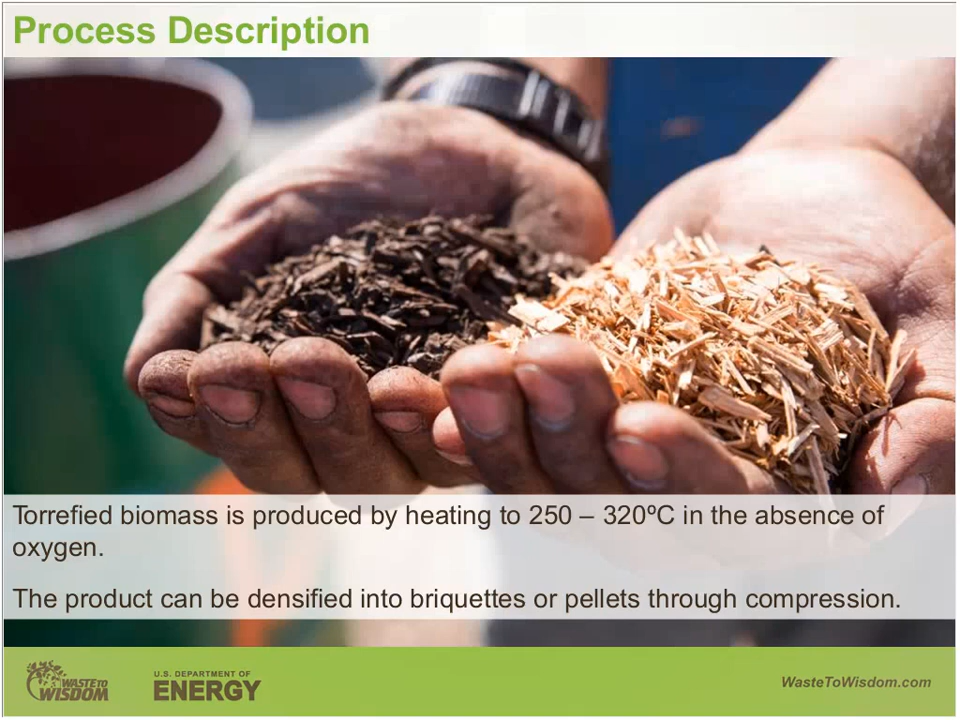 Process Description
Torrefied biomass is produced by heating to 250 – 320ºC in the absence of
oxygen.
The product can be densified into briquettes or pellets through compression.
WASTE TO
WISDOM
U.S. DEPARTMENT OF
ENERGY
WasteToWisdom.com